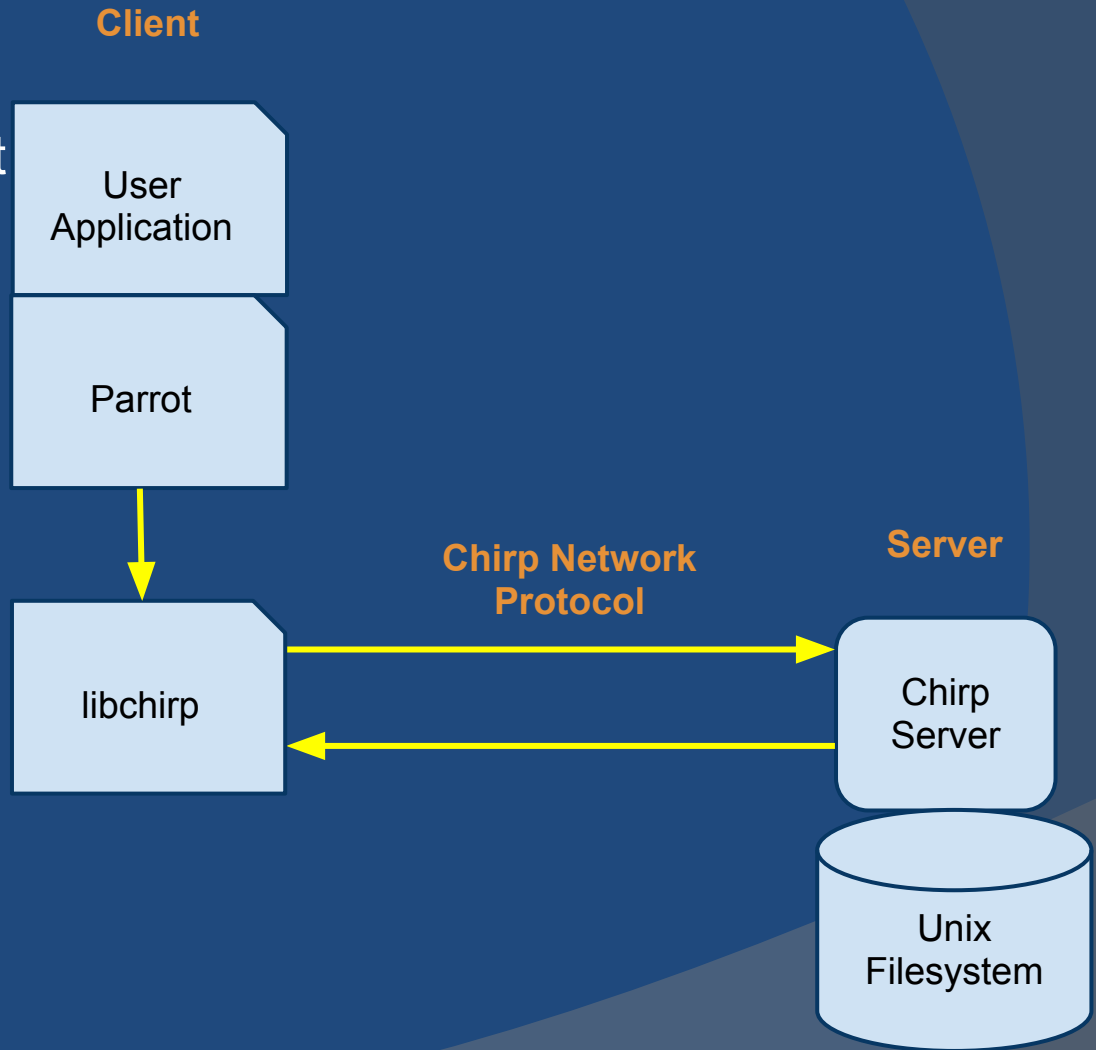 Client
t
User
Application
Parrot
Chirp Network
Protocol
Server
libchirp
Chirp
Server
Unix
Filesystem